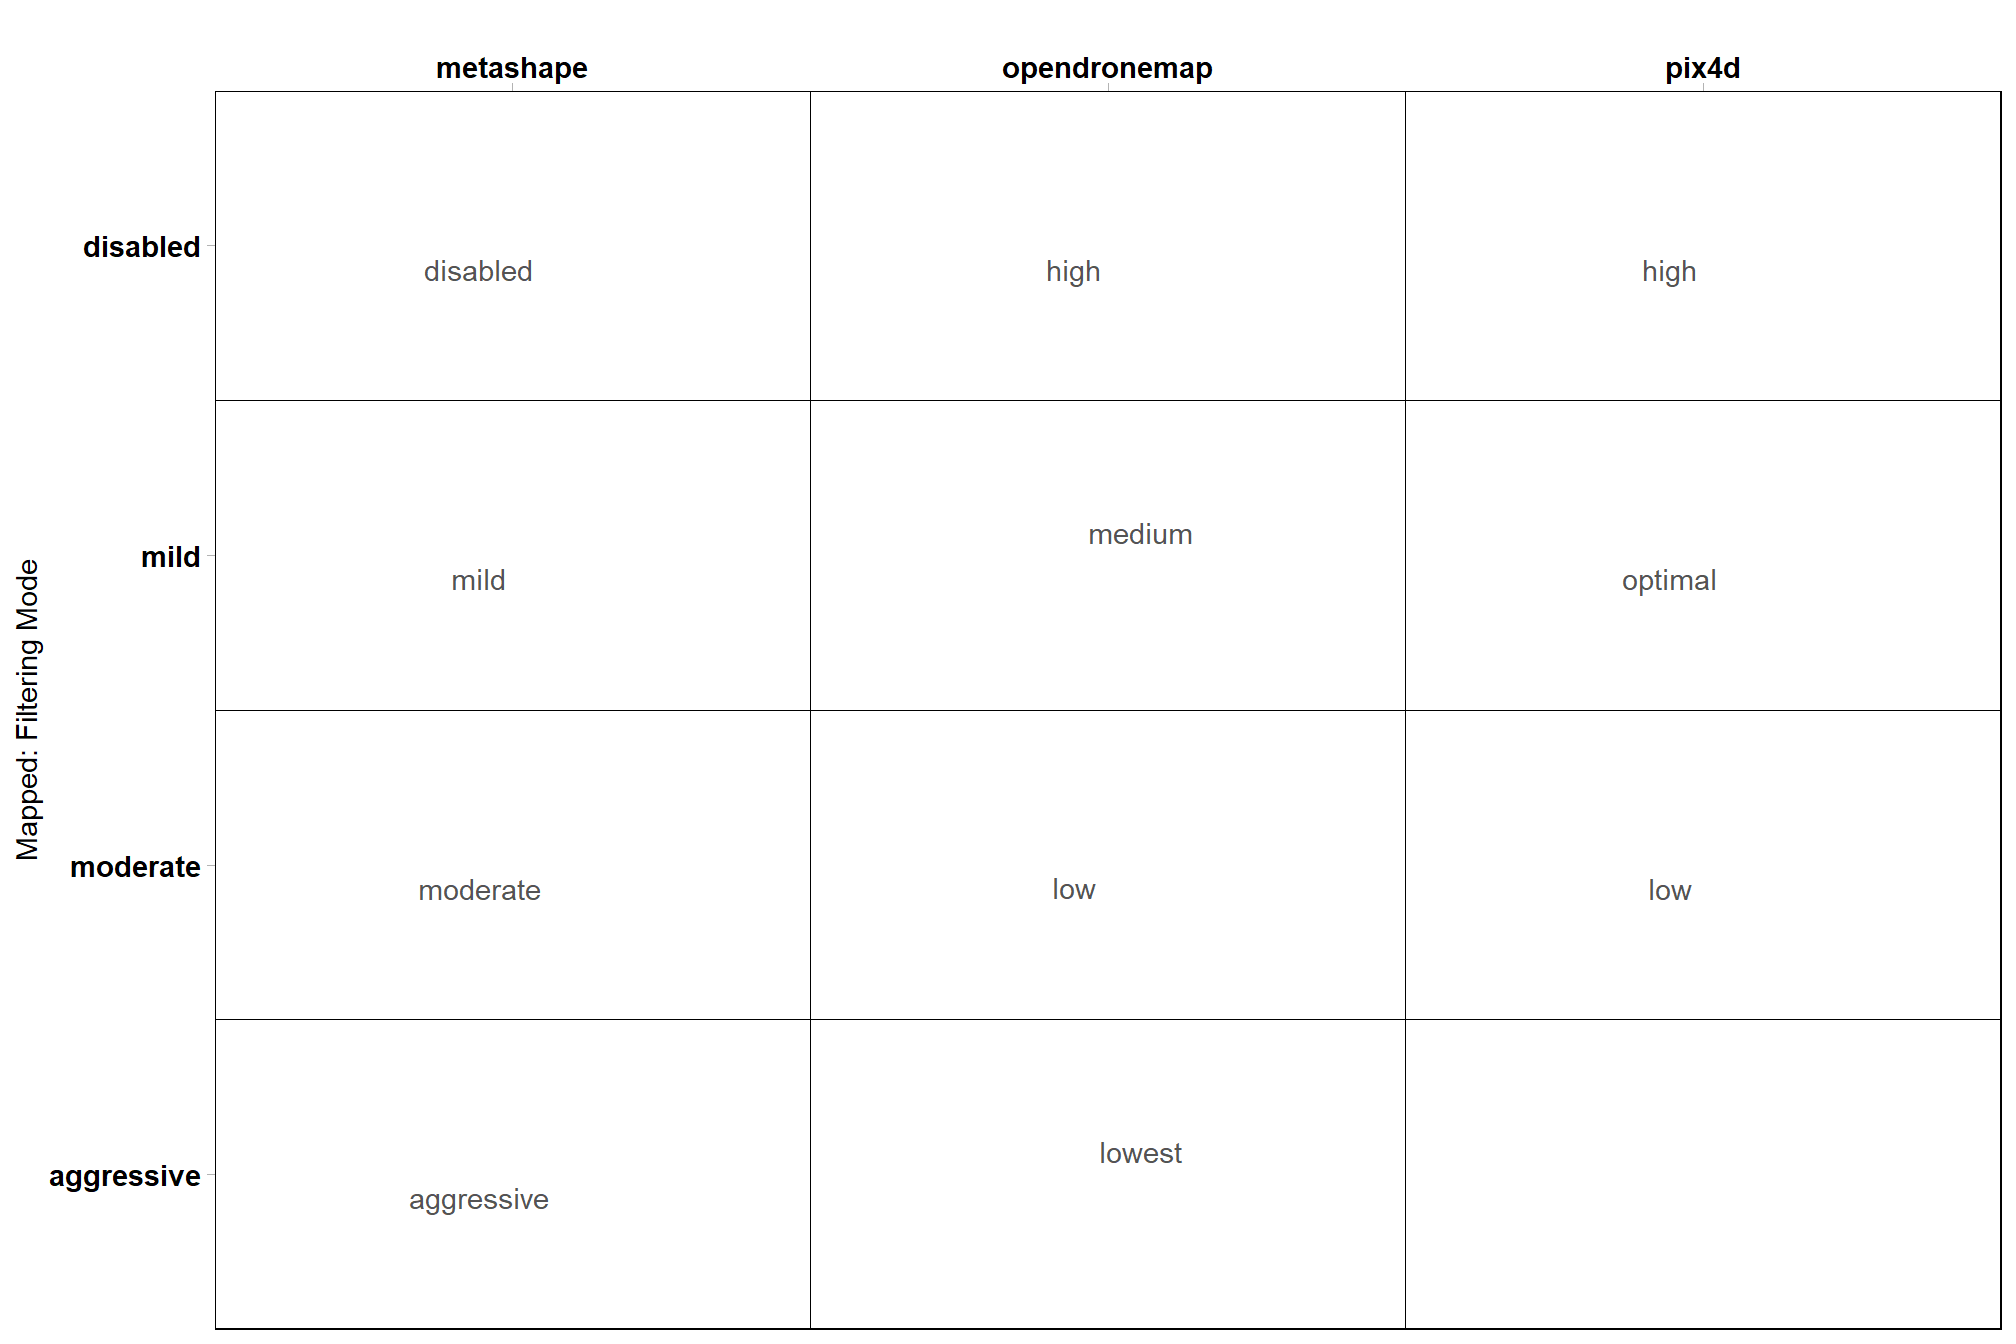 metashape opendronemap pix4d
disabled disabled high high
mild mild medium optimal
Mapped: Filtering Mode
moderate moderate low low
aggressive aggressive lowest